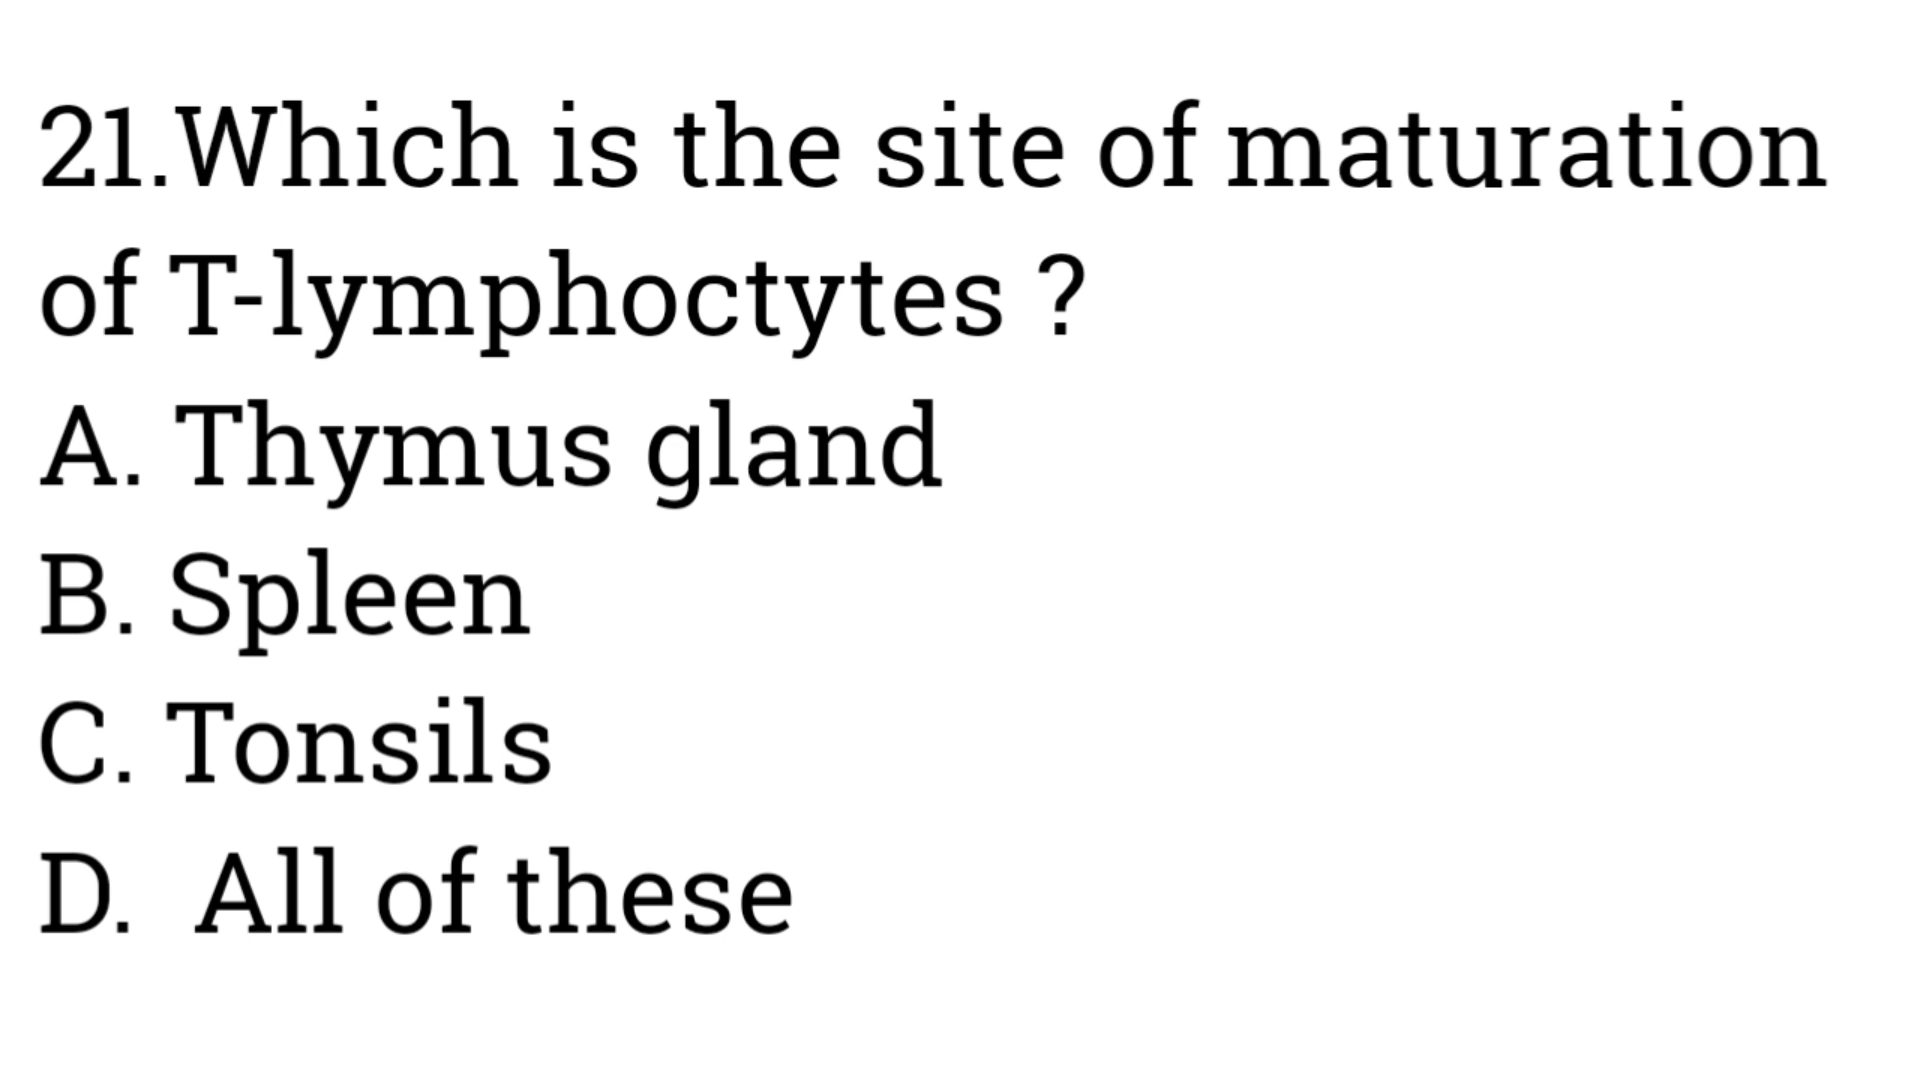 21.Which is the site of maturation
of T-lymphoctytes ?
A. Thymus gland
B. Spleen
C. Tonsils
D.  All of these